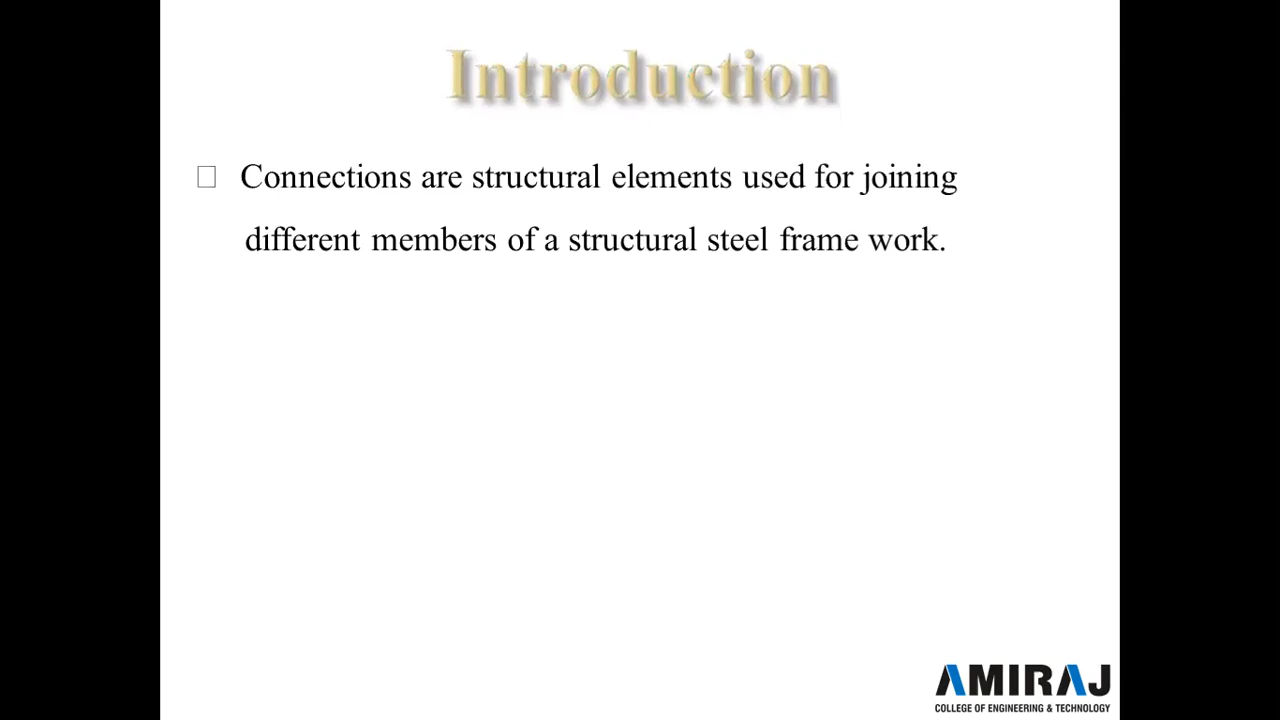 Introduction
Connections are structural elements used for joining
different members of a structural steel frame work.
AMIRAJ
COLLEGE OF ENGINEERING & TECHNOLOGY